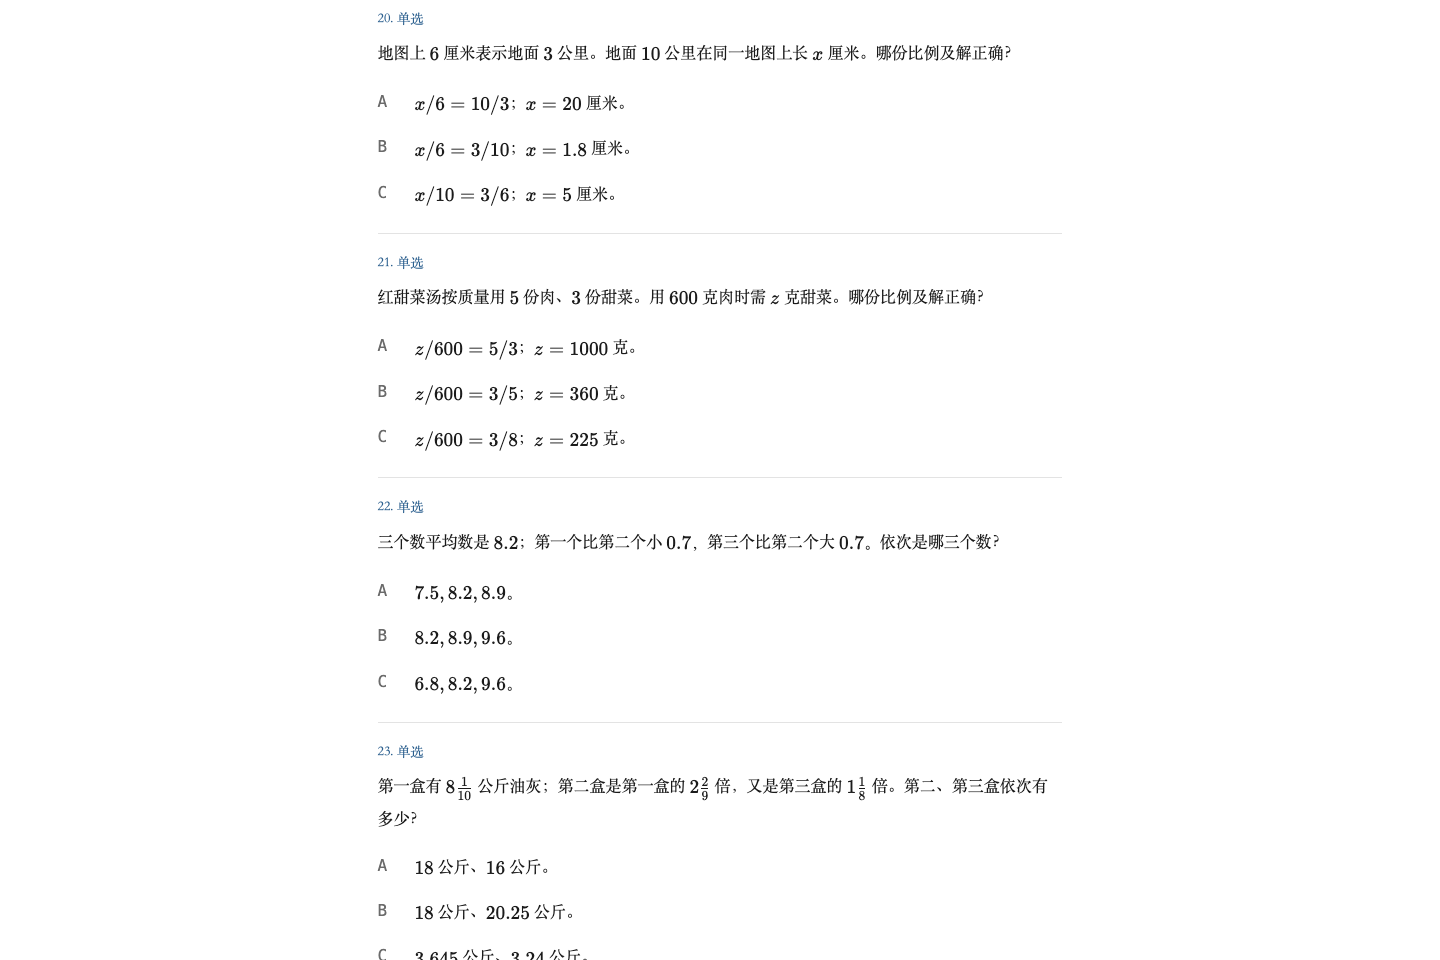 20. 单选
地图上 6 厘米表示地面 3 公里。地面 10 公里在同一地图上长 x 厘米。哪份比例及解正确?
A x/6 = 10/3; x = 20 厘米。
B x/6 = 3/10; x = 1.8 厘米。
C x/10 = 3/6; x = 5 厘米。
21. 单选
红甜菜汤按质量用 5 份肉、3 份甜菜。用 600 克肉时需 z 克甜菜。哪份比例及解正确?
A z/600 = 5/3; z = 1000 克。
B z/600 = 3/5; z = 360 克。
C z/600 = 3/8; z = 225 克。
22. 单选
三个数平均数是 8.2; 第一个比第二个小 0.7, 第三个比第二个大 0.7。依次是哪三个数?
A 7.5, 8.2, 8.9。
B 8.2, 8.9, 9.6。
C 6.8, 8.2, 9.6。
23. 单选
第一盒有 8 1/10 公斤油灰; 第二盒是第一盒的 2 2/9 倍, 又是第三盒的 1 1/8 倍。第二、第三盒依次有
多少?
A 18 公斤、16 公斤。
B 18 公斤、20.25 公斤。
C 3.645 公斤、3.24 公斤。